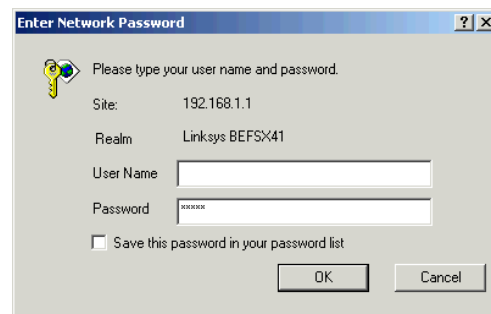 Enter Network Password
Please type your user name and password.
Site: 192.168.1.1
Realm Linksys BEFSX41
User Name
Password xxxxx
Save this password in your password list
OK Cancel